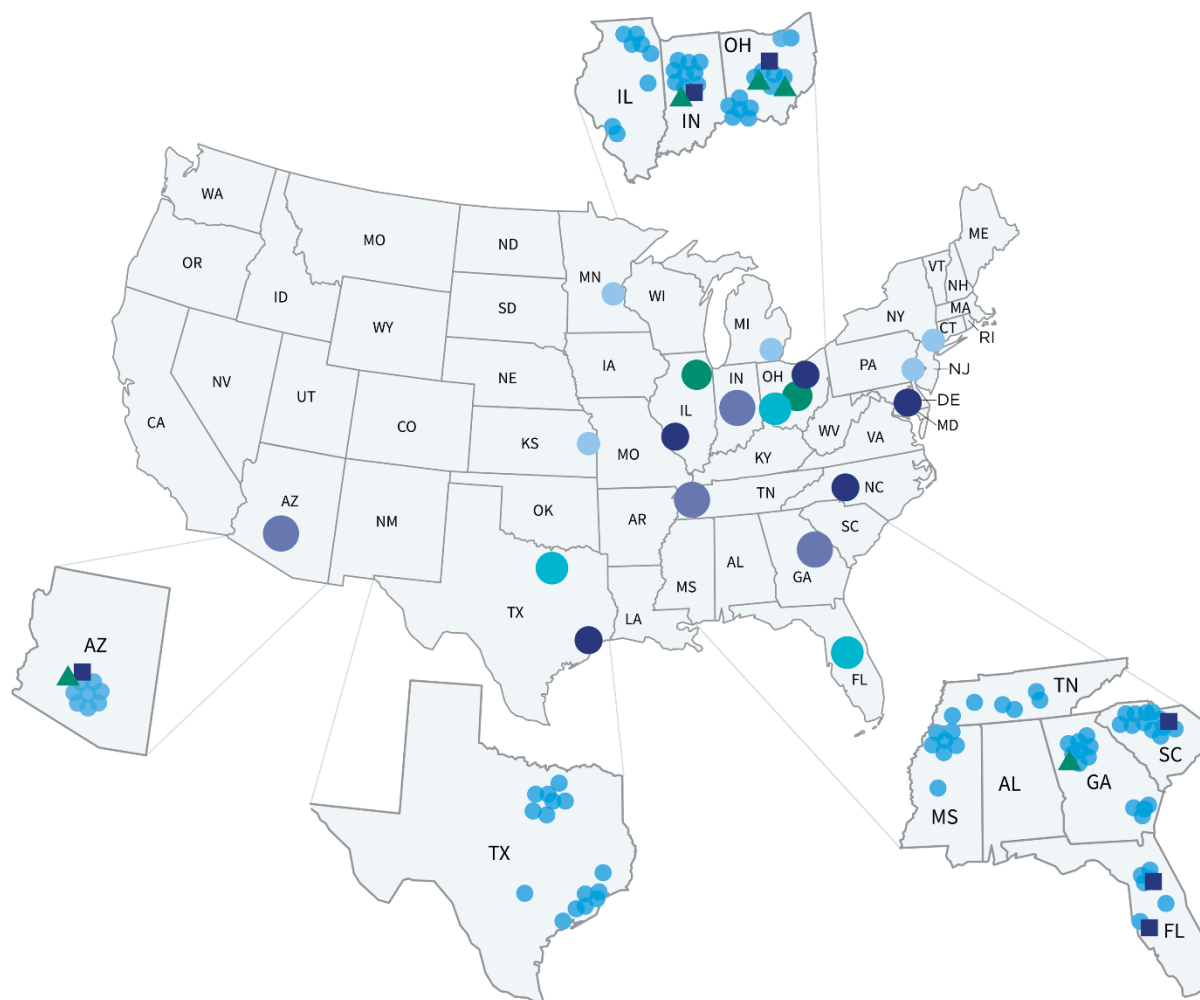 OH
IL
IN
WA
MO
ND
MN
ME
VT
NH
OR
ID
SD
WI
MI
NY
MA
CT
RI
WY
IA
PA
NJ
NV
UT
NE
IN
OH
DE
MD
CA
CO
KS
MO
IL
WV
VA
KY
AZ
NM
OK
AR
TN
NC
SC
TX
LA
MS
AL
GA
FL
AZ
TX
TN
SC
AL
GA
MS
FL